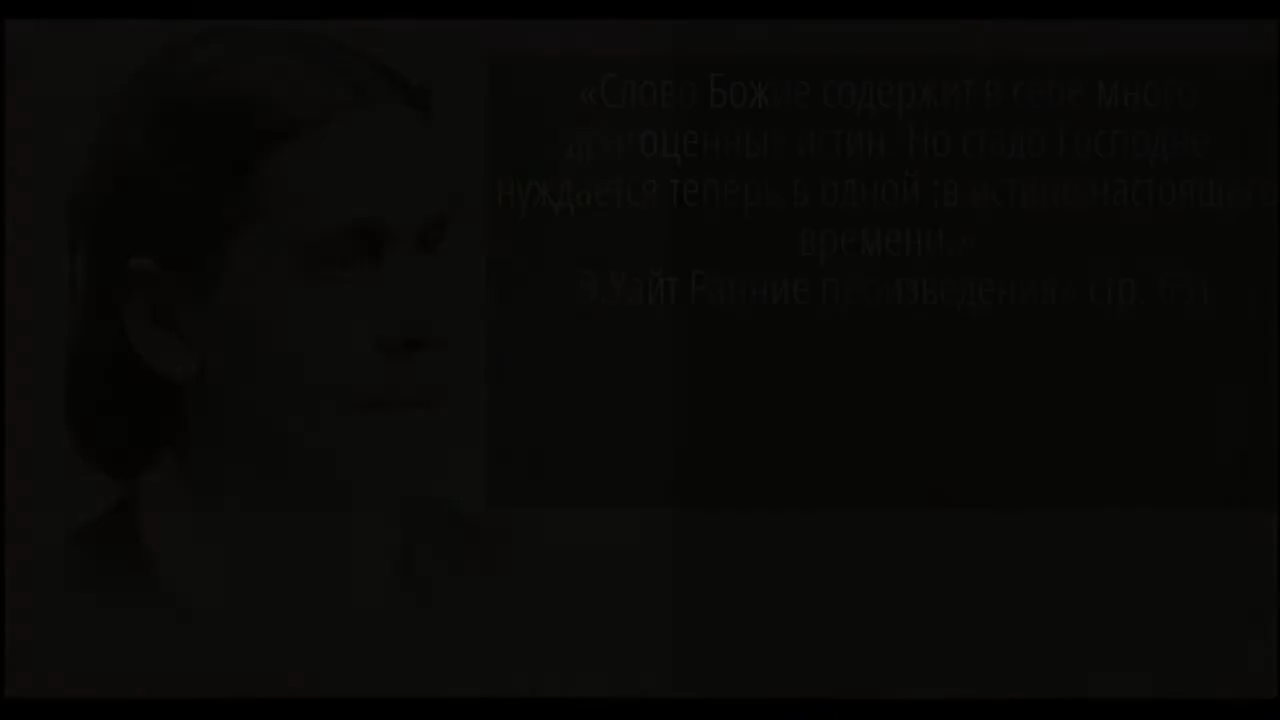 «Слово Божие содержит в себе много
драгоценных истин. Но стадо Господне
нуждается теперь в одной :в истине настоящего
времени.»
Уайт Ранние произведения» стр.